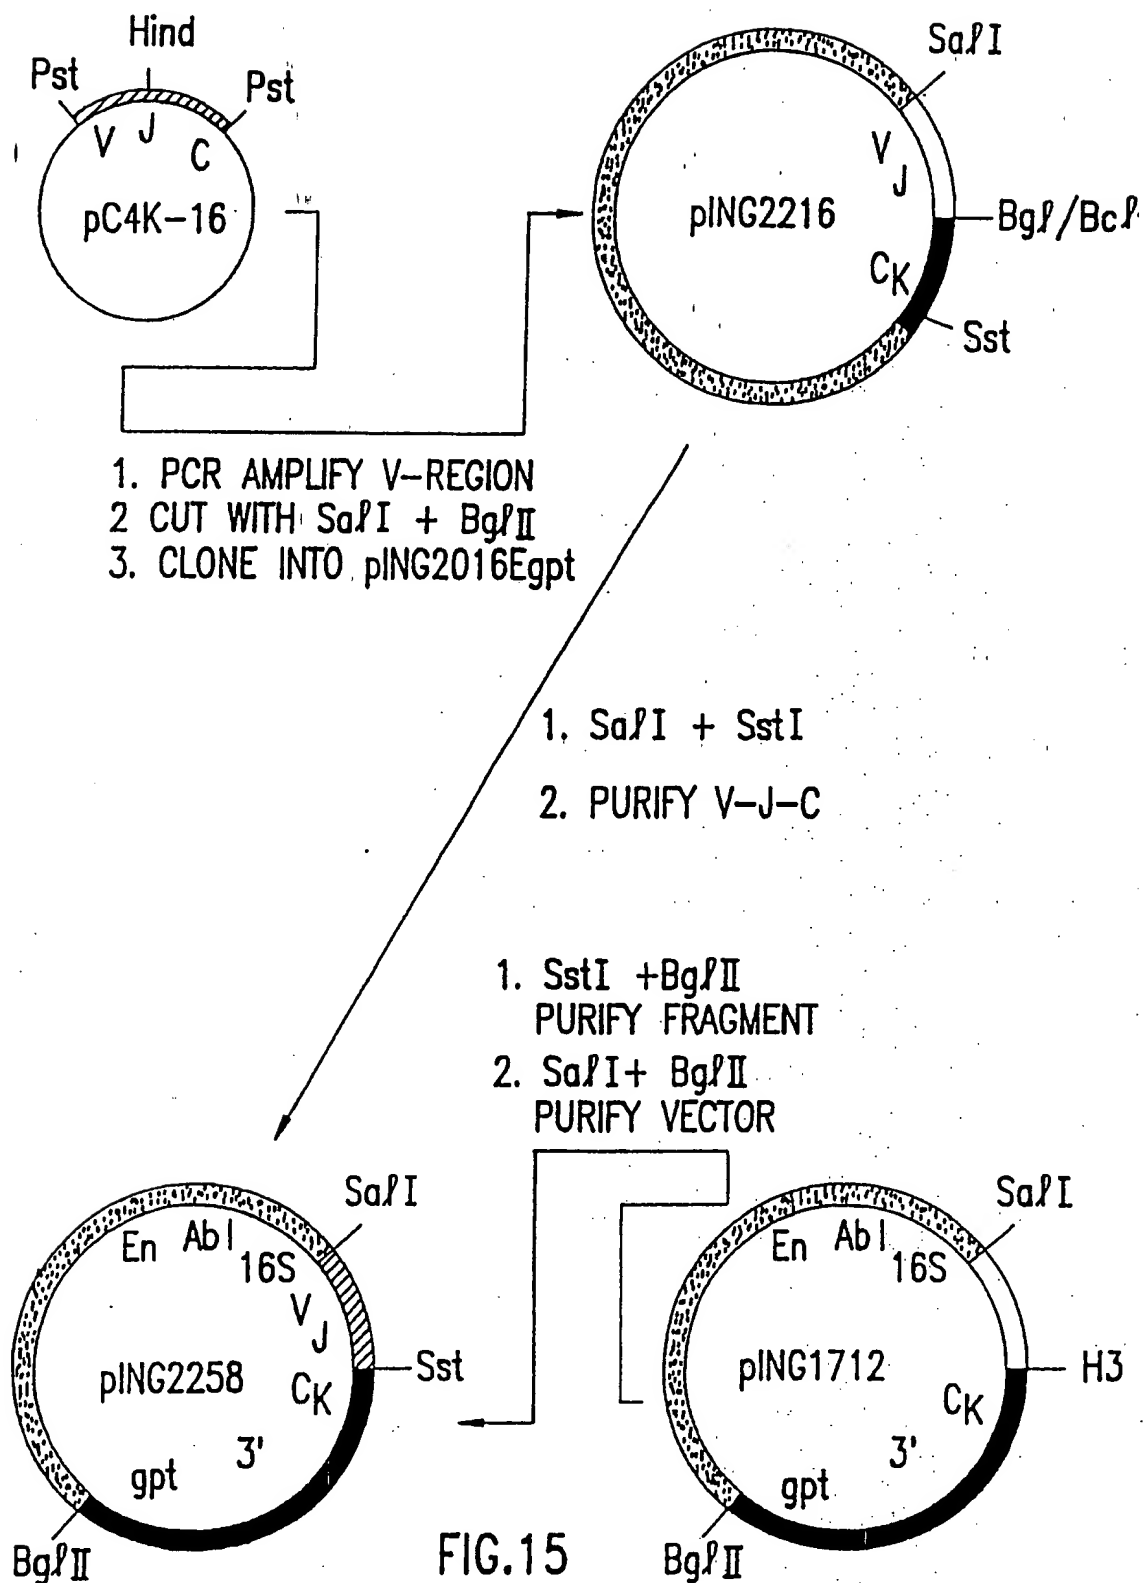 Hind
Pst
Pst
V J C
pC4K-16
SalI
V J
pING2216
Bgl/Bcl
CK
Sst
1. PCR AMPLIFY V-REGION
2 CUT WITH SalI + BglII
3. CLONE INTO pING2016Egpt
1. SalI + SstI
2. PURIFY V-J-C
1. SstI +BglII
PURIFY FRAGMENT
2. SalI+ BglII
PURIFY VECTOR
SalI
En Abl 16S
V J
pING2258
Sst
CK
3'
gpt
BglII
SalI
En Abl 16S
pING1712
H3
CK
3'
gpt
BglII
FIG.15